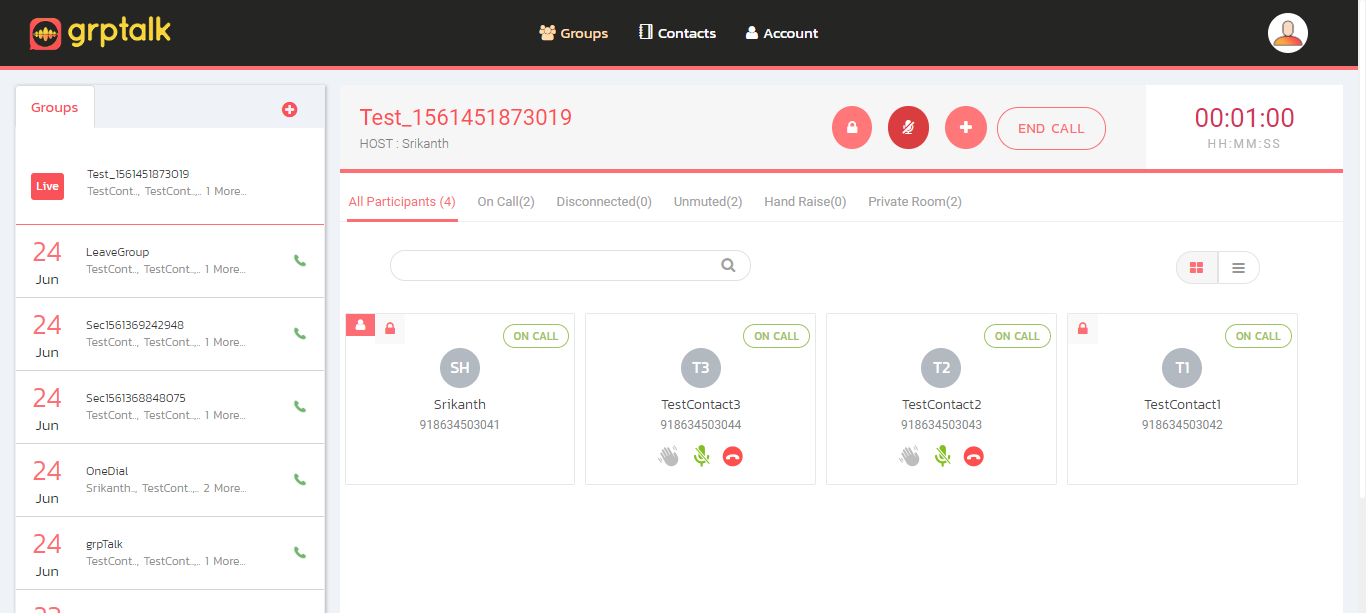 grptalk
Groups
Contacts
Account
Groups
Live
Test_1561451873019
TestCont.., TestCont..,.. 1 More...
24
Jun
LeaveGroup
TestCont.., TestCont..,.. 1 More...
24
Jun
Sec1561369242948
TestCont.., TestCont..,.. 1 More...
24
Jun
Sec1561368848075
TestCont.., TestCont..,.. 1 More...
24
Jun
OneDial
Srikanth.., TestCont..,.. 2 More...
24
Jun
grpTalk
TestCont.., TestCont..,.. 1 More...
Test_1561451873019
HOST : Srikanth
END CALL
00:01:00
HH:MM:SS
All Participants (4)
On Call(2)
Disconnected(0)
Unmuted(2)
Hand Raise(0)
Private Room(2)
ON CALL
SH
Srikanth
918634503041
ON CALL
T3
TestContact3
918634503044
ON CALL
T2
TestContact2
918634503043
ON CALL
T1
TestContact1
918634503042